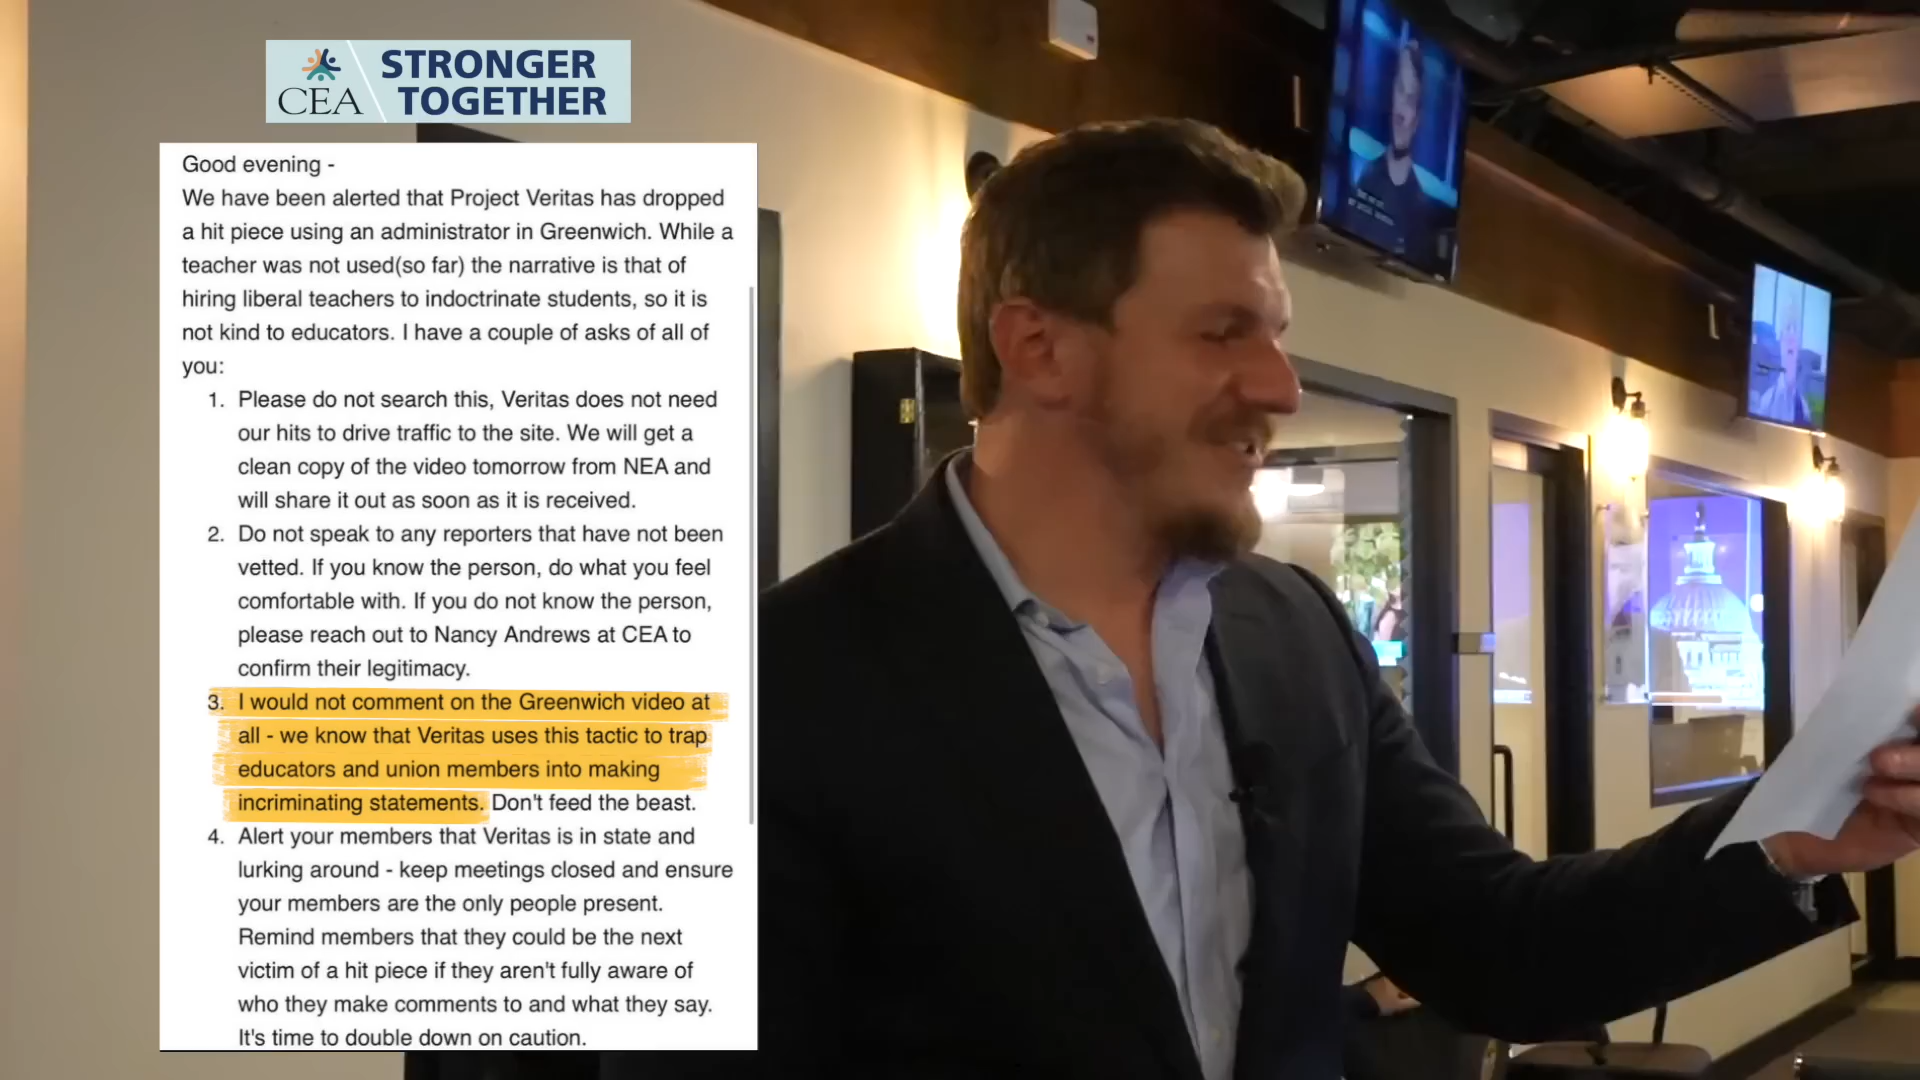 CEA
STRONGER
TOGETHER
Good evening -
We have been alerted that Project Veritas has dropped
a hit piece using an administrator in Greenwich. While a
teacher was not used(so far) the narrative is that of
hiring liberal teachers to indoctrinate students, so it is
not kind to educators. I have a couple of asks of all of
you:
1. Please do not search this, Veritas does not need
our hits to drive traffic to the site. We will get a
clean copy of the video tomorrow from NEA and
will share it out as soon as it is received.
2. Do not speak to any reporters that have not been
vetted. If you know the person, do what you feel
comfortable with. If you do not know the person,
please reach out to Nancy Andrews at CEA to
confirm their legitimacy.
3. I would not comment on the Greenwich video at
all - we know that Veritas uses this tactic to trap
educators and union members into making
incriminating statements. Don't feed the beast.
4. Alert your members that Veritas is in state and
lurking around - keep meetings closed and ensure
your members are the only people present.
Remind members that they could be the next
victim of a hit piece if they aren't fully aware of
who they make comments to and what they say.
It's time to double down on caution.